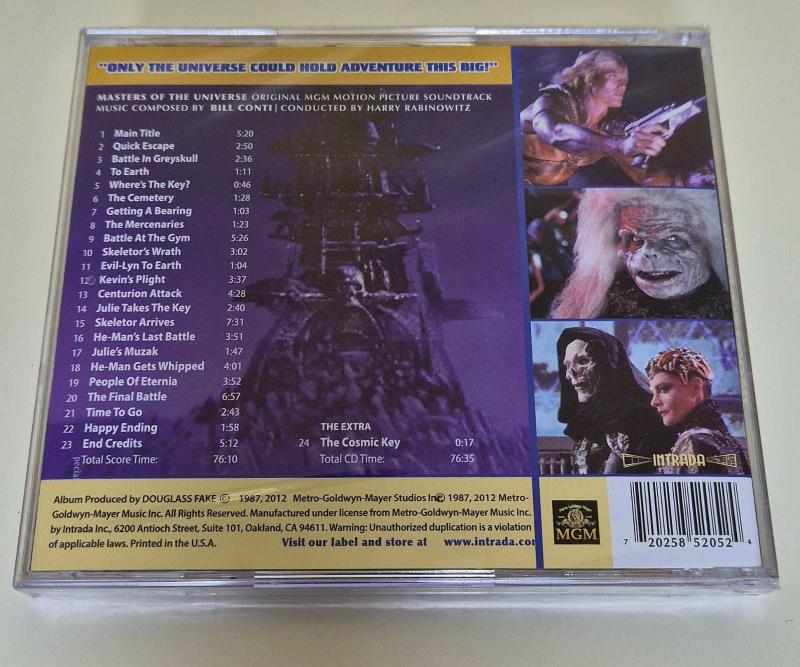 "ONLY THE UNIVERSE COULD HOLD ADVENTURE THIS BIG!"
MASTERS OF THE UNIVERSE ORIGINAL MGM MOTION PICTURE SOUNDTRACK
MUSIC COMPOSED BY BILL CONTI | CONDUCTED BY HARRY RABINOWITZ
1 Main Title 5:20
2 Quick Escape 2:50
3 Battle In Greyskull 2:36
4 To Earth 1:11
5 Where's The Key? 0:46
6 The Cemetery 1:28
7 Getting A Bearing 1:03
8 The Mercenaries 1:23
9 Battle At The Gym 5:26
10 Skeletor's Wrath 3:02
11 Evil-Lyn To Earth 1:04
12 Kevin's Plight 3:37
13 Centurion Attack 4:28
14 Julie Takes The Key 2:40
15 Skeletor Arrives 7:31
16 He-Man's Last Battle 3:51
17 Julie's Muzak 1:47
18 He-Man Gets Whipped 4:01
19 People Of Eternia 3:52
20 The Final Battle 6:57
21 Time To Go 2:43
22 Happy Ending 1:58
23 End Credits 5:12
Total Score Time: 76:10
THE EXTRA
24 The Cosmic Key 0:17
Total CD Time: 76:35
INTRADA
Album Produced by DOUGLASS FAKE © 1987, 2012 Metro-Goldwyn-Mayer Studios Inc ℗ 1987, 2012 Metro-
Goldwyn-Mayer Music Inc. All Rights Reserved. Manufactured under license from Metro-Goldwyn-Mayer Music Inc.
by Intrada Inc., 6200 Antioch Street, Suite 101, Oakland, CA 94611. Warning: Unauthorized duplication is a violation
of applicable laws. Printed in the U.S.A. Visit our label and store at www.intrada.com
MGM
7 20258 52052 4